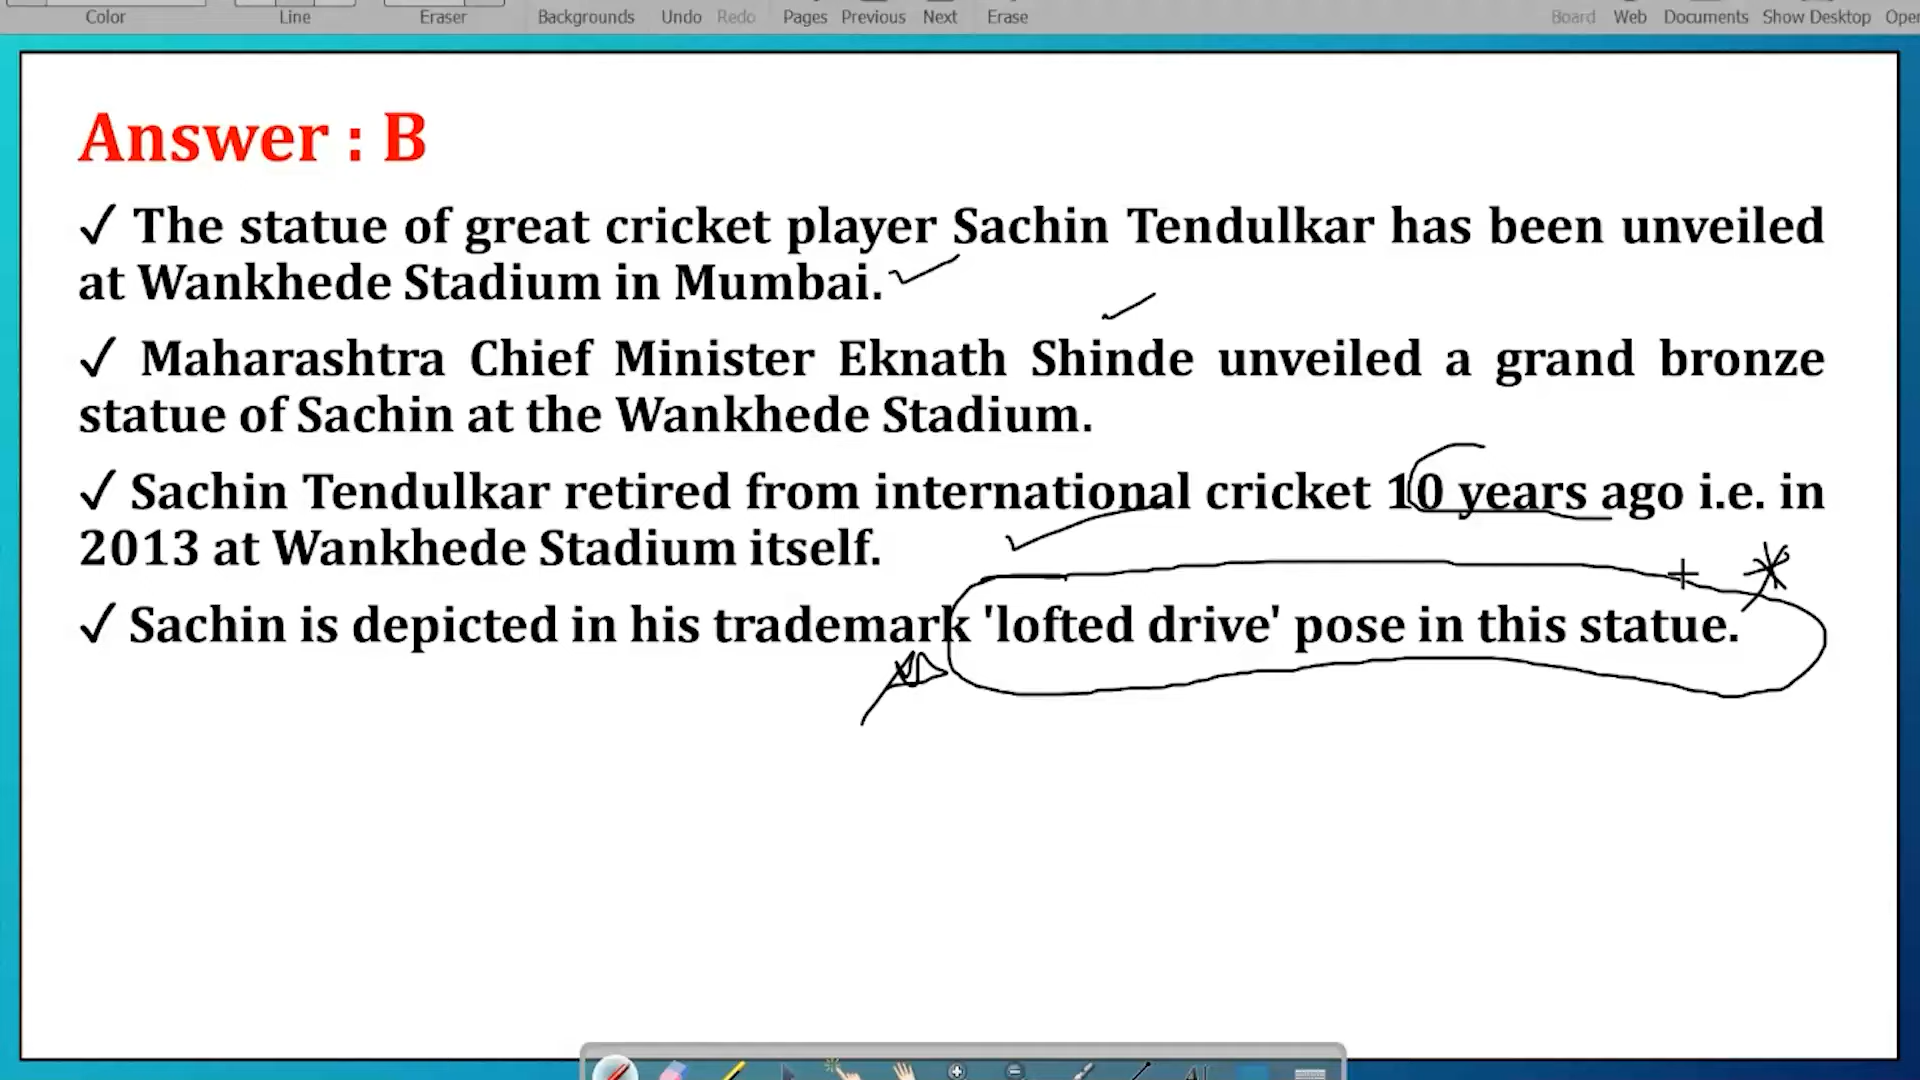 Color Line Eraser Backgrounds Undo Redo Pages Previous Next Erase Board Web Documents Show Desktop Oper
Answer : B
✓ The statue of great cricket player Sachin Tendulkar has been unveiled
at Wankhede Stadium in Mumbai.
✓ Maharashtra Chief Minister Eknath Shinde unveiled a grand bronze
statue of Sachin at the Wankhede Stadium.
✓ Sachin Tendulkar retired from international cricket 10 years ago i.e. in
2013 at Wankhede Stadium itself.
✓ Sachin is depicted in his trademark 'lofted drive' pose in this statue.